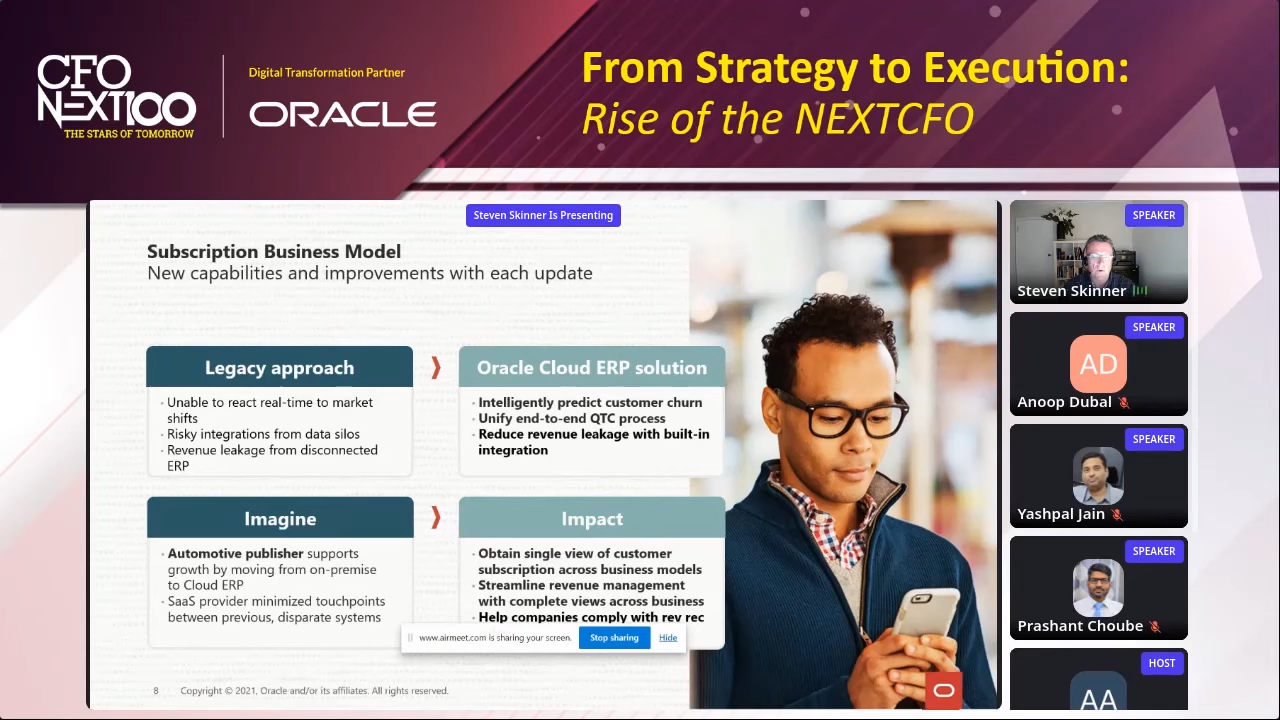 CFO
NEXT100
THE STARS OF TOMORROW
Digital Transformation Partner
ORACLE
From Strategy to Execution:
Rise of the NEXTCFO
Steven Skinner Is Presenting
Subscription Business Model
New capabilities and improvements with each update
Legacy approach
· Unable to react real-time to market
shifts
· Risky integrations from data silos
· Revenue leakage from disconnected
ERP
Oracle Cloud ERP solution
· Intelligently predict customer churn
· Unify end-to-end QTC process
· Reduce revenue leakage with built-in
integration
Imagine
· Automotive publisher supports
growth by moving from on-premise
to Cloud ERP
· SaaS provider minimized touchpoints
between previous, disparate systems
Impact
· Obtain single view of customer
subscription across business models
· Streamline revenue management
with complete views across business
· Help companies comply with rev rec
www.airmeet.com is sharing your screen.
Stop sharing
Hide
8
Copyright © 2021, Oracle and/or its affiliates. All rights reserved.
SPEAKER
Steven Skinner
SPEAKER
AD
Anoop Dubal
SPEAKER
Yashpal Jain
SPEAKER
Prashant Choube
HOST
AA